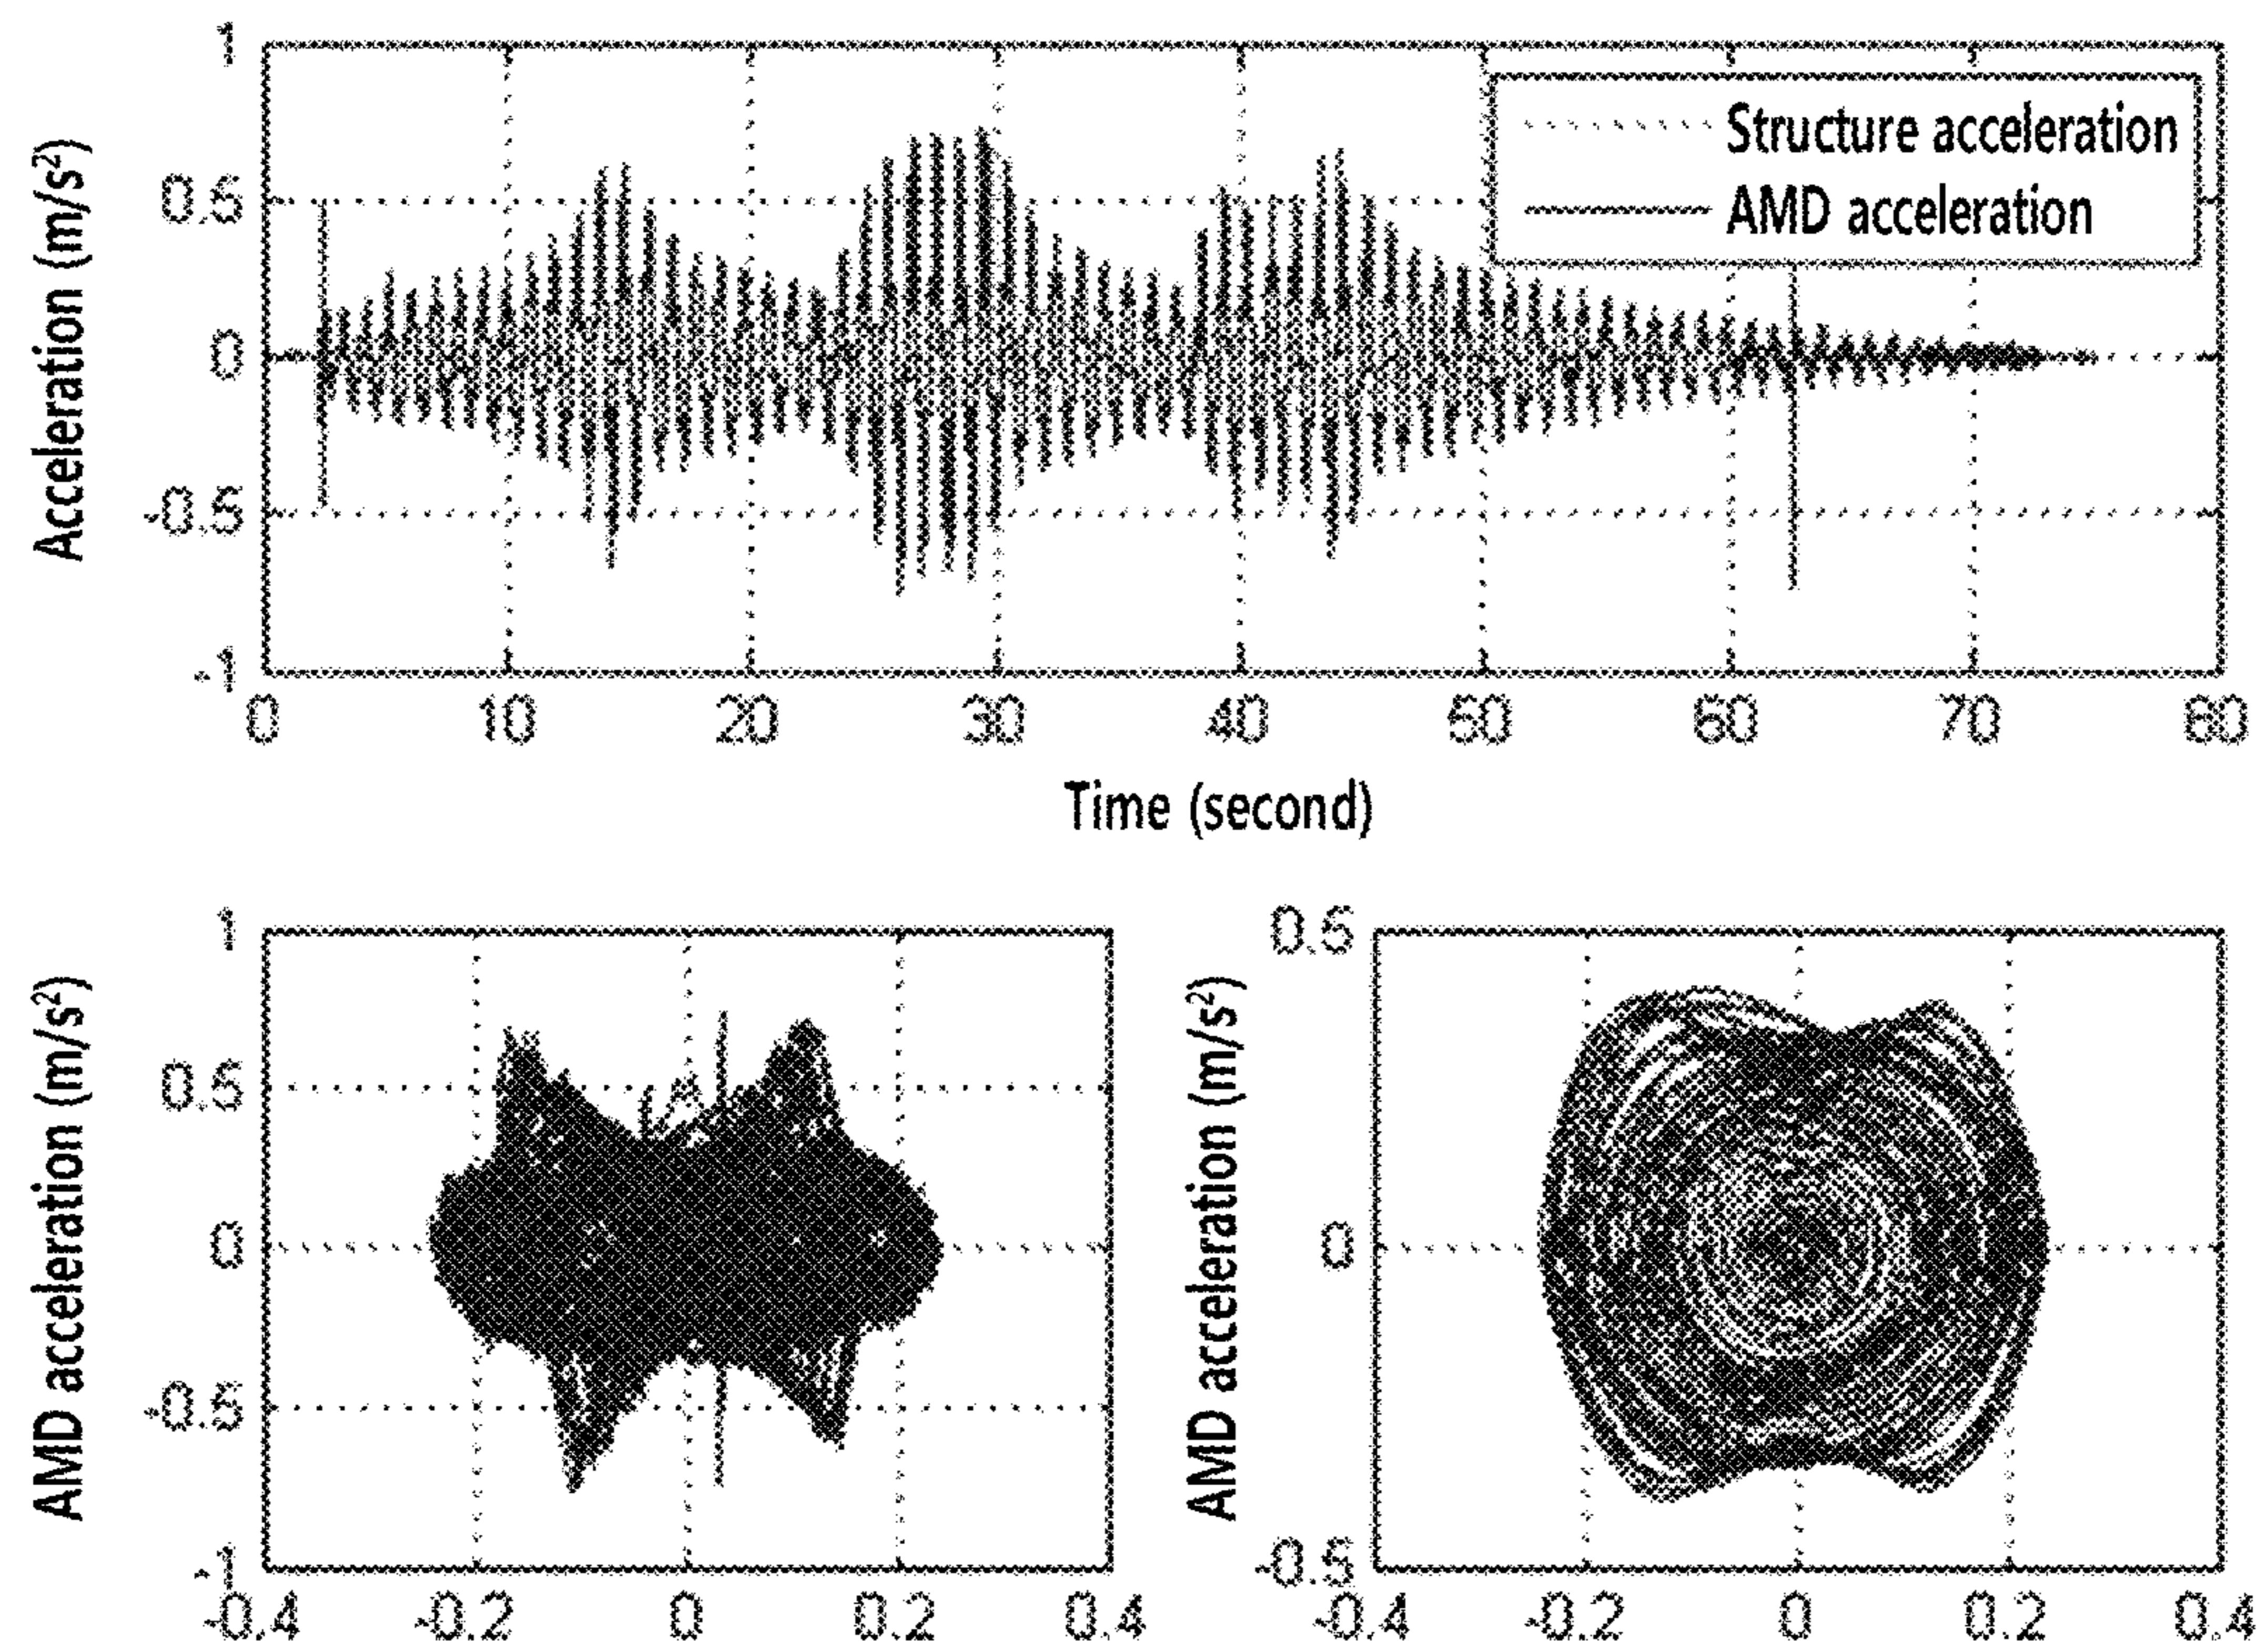 1
0.5
0
-0.5
-1
Acceleration (m/s²)
Structure acceleration
AMD acceleration
0 10 20 30 40 50 60 70 80
Time (second)
1
0.5
0
-0.5
-1
AMD acceleration (m/s²)
-0.4 -0.2 0 0.2 0.4
0.5
0
-0.5
AMD acceleration (m/s²)
-0.4 -0.2 0 0.2 0.4